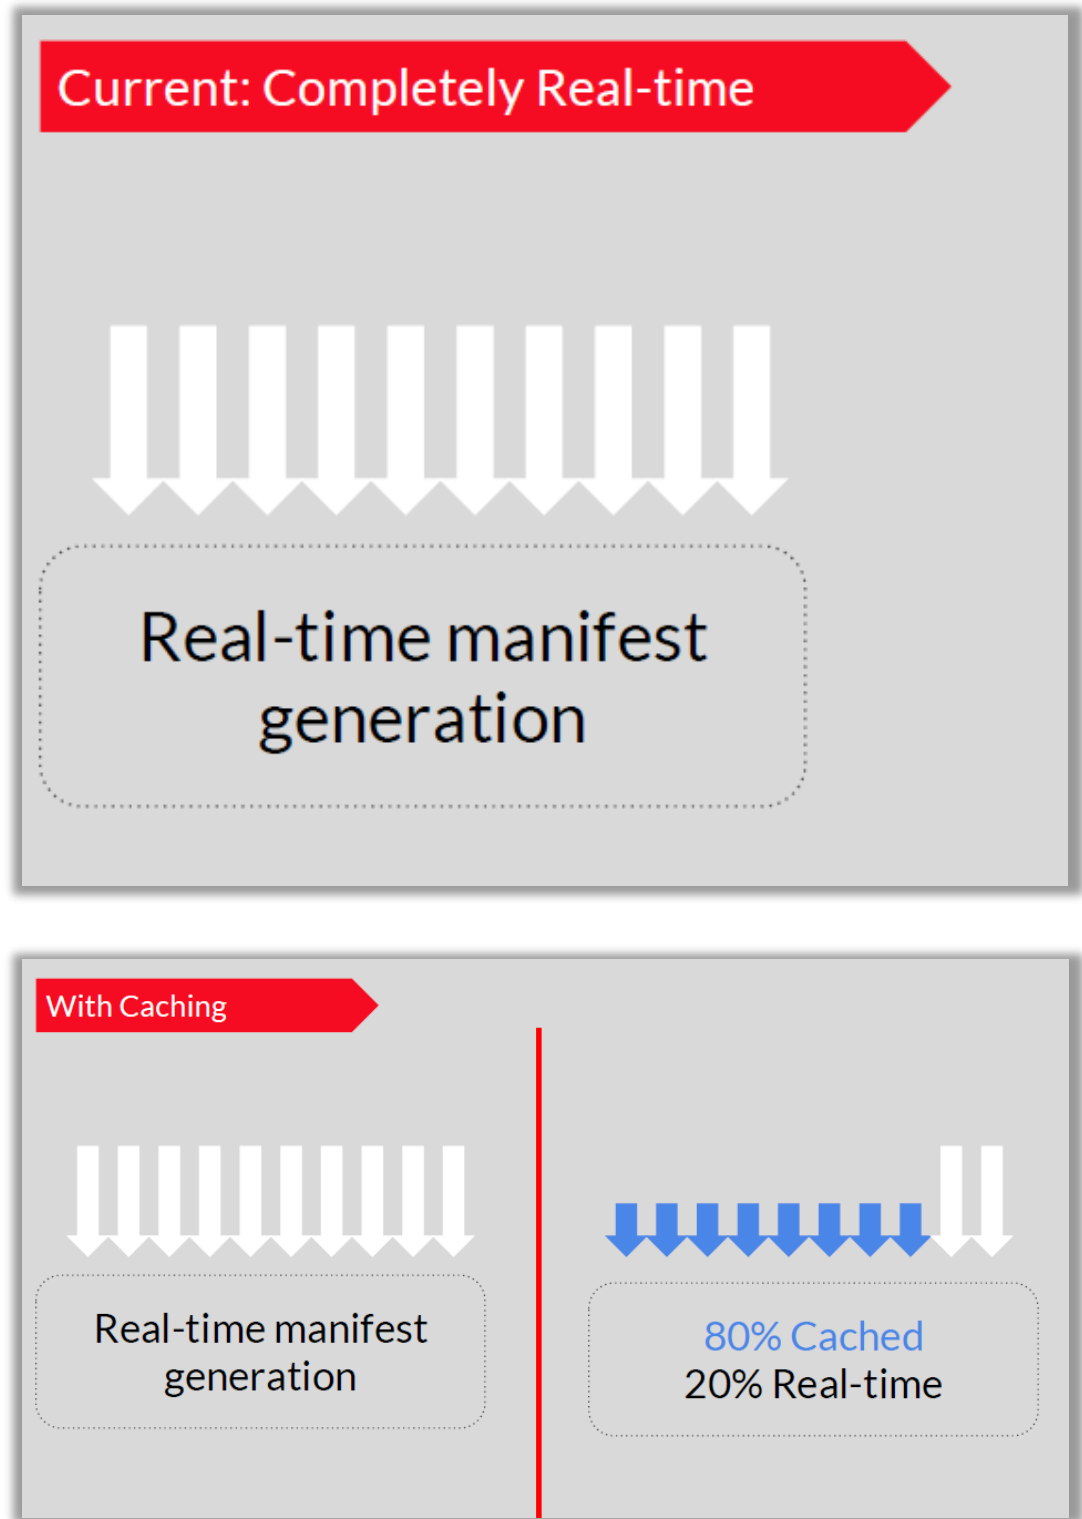 Current: Completely Real-time
Real-time manifest
generation
With Caching
Real-time manifest
generation
80% Cached
20% Real-time